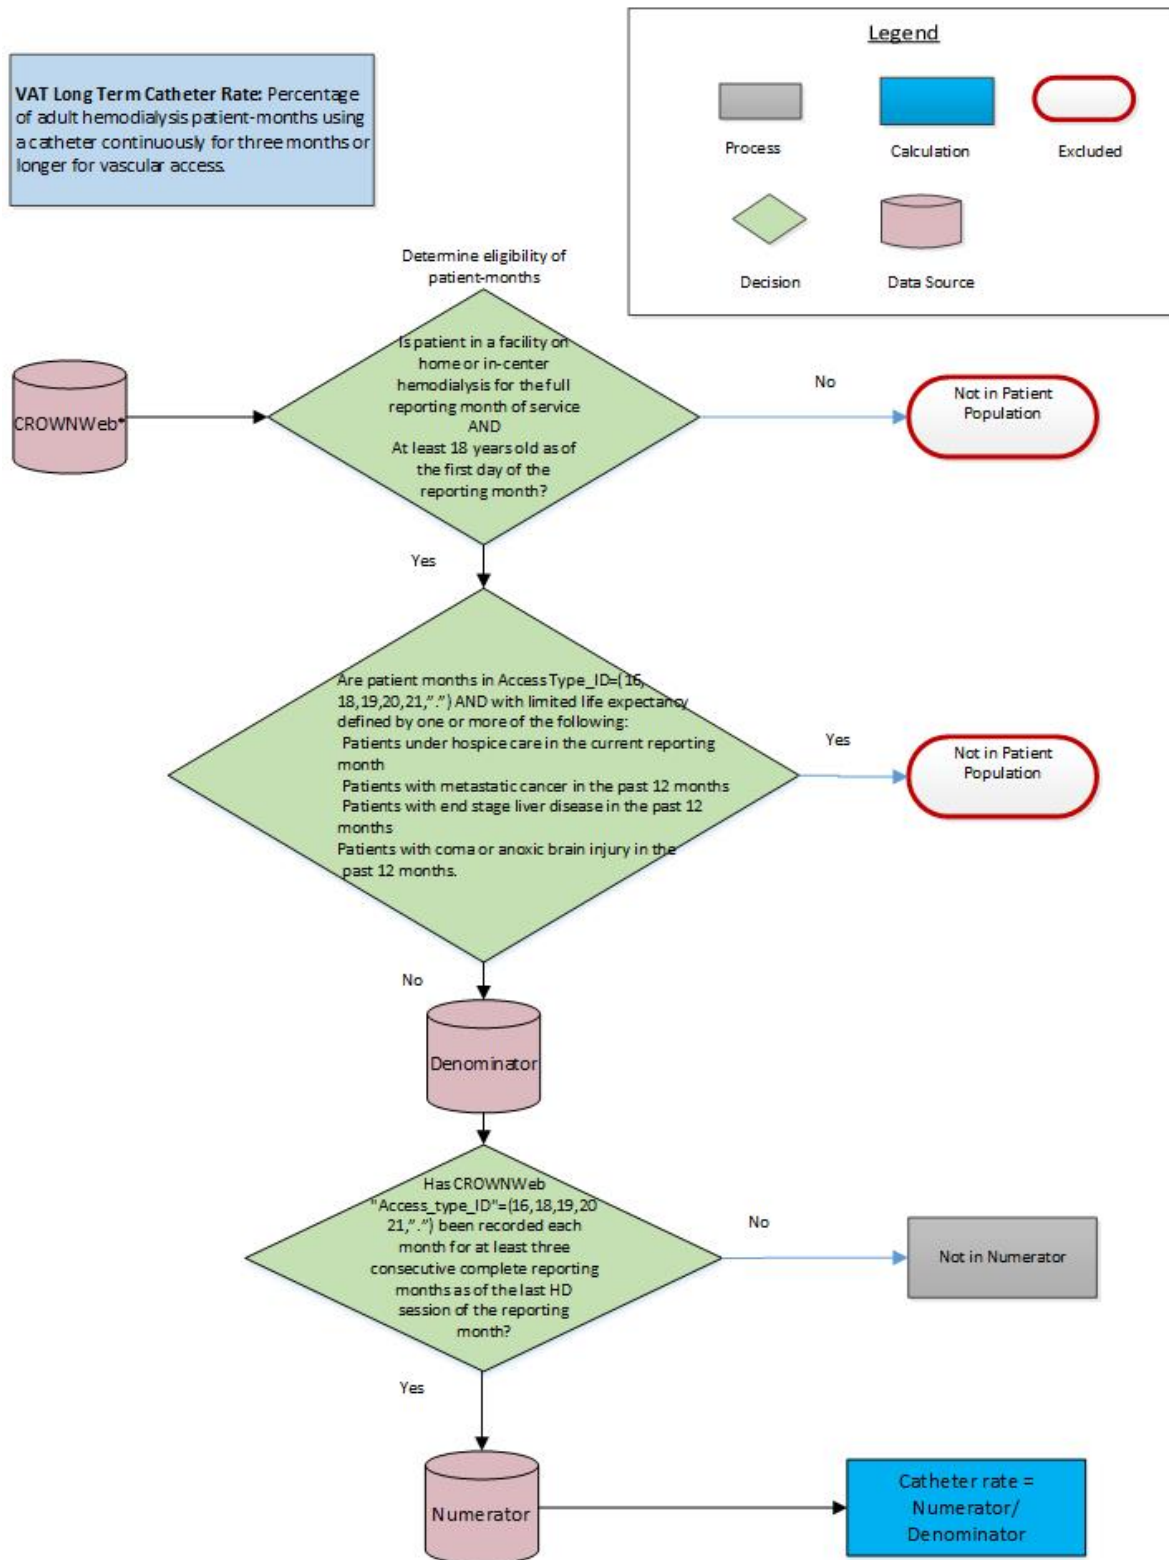 Legend
VAT Long Term Catheter Rate: Percentage
of adult hemodialysis patient-months using
a catheter continuously for three months or
longer for vascular access.
Process
Calculation
Excluded
Decision
Data Source
Determine eligibility of
patient-months
CROWNWeb*
Is patient in a facility on
home or in-center
hemodialysis for the full
reporting month of service
AND
At least 18 years old as of
the first day of the
reporting month?
No
Not in Patient
Population
Yes
Are patient months in Access Type_ID=(16,
18,19,20,21,".") AND with limited life expectancy
defined by one or more of the following:
Patients under hospice care in the current reporting
month
Patients with metastatic cancer in the past 12 months
Patients with end stage liver disease in the past 12
months
Patients with coma or anoxic brain injury in the
past 12 months.
Yes
Not in Patient
Population
No
Denominator
Has CROWNWeb
"Access_type_ID"=(16,18,19,20
21,".") been recorded each
month for at least three
consecutive complete reporting
months as of the last HD
session of the reporting
month?
No
Not in Numerator
Yes
Numerator
Catheter rate =
Numerator/
Denominator